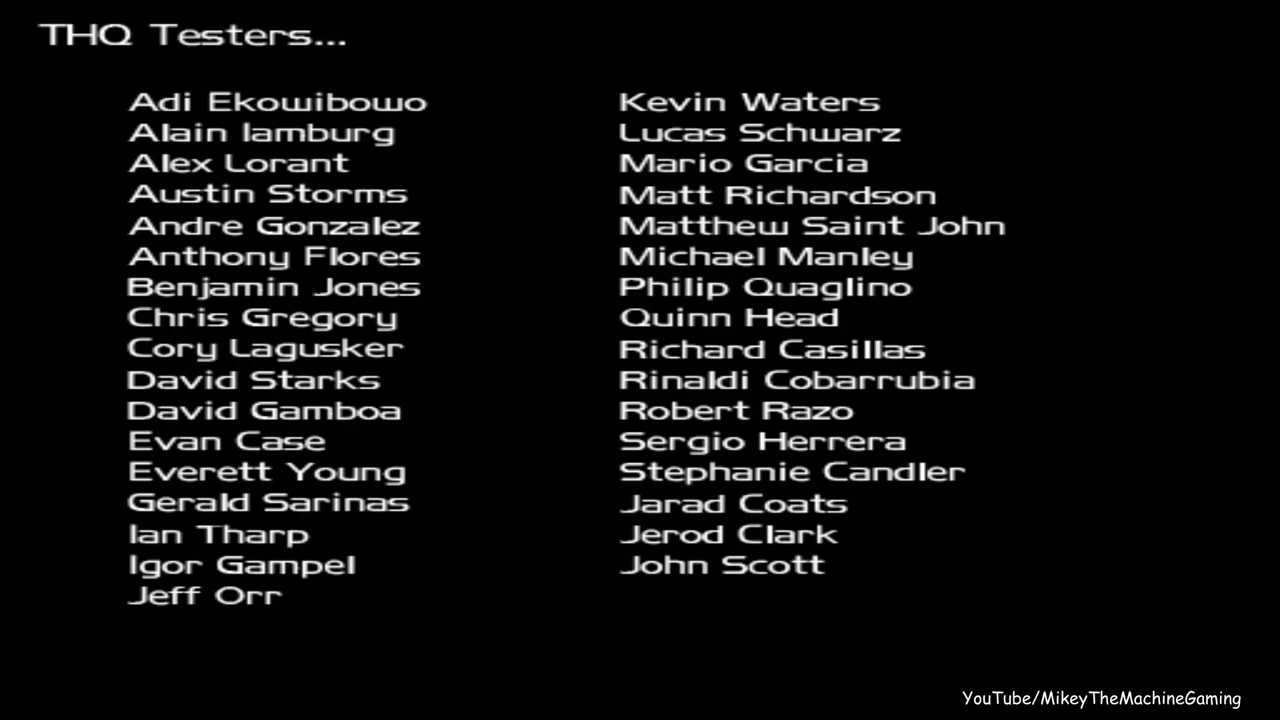 THQ Testers...
Adi Ekowibowo
Alain Iamburg
Alex Lorant
Austin Storms
Andre Gonzalez
Anthony Flores
Benjamin Jones
Chris Gregory
Cory Lagusker
David Starks
David Gamboa
Evan Case
Everett Young
Gerald Sarinas
Ian Tharp
Igor Gampel
Jeff Orr
Kevin Waters
Lucas Schwarz
Mario Garcia
Matt Richardson
Matthew Saint John
Michael Manley
Philip Quaglino
Quinn Head
Richard Casillas
Rinaldi Cobarrubia
Robert Razo
Sergio Herrera
Stephanie Candler
Jarad Coats
Jerod Clark
John Scott
YouTube/MikeyTheMachineGaming